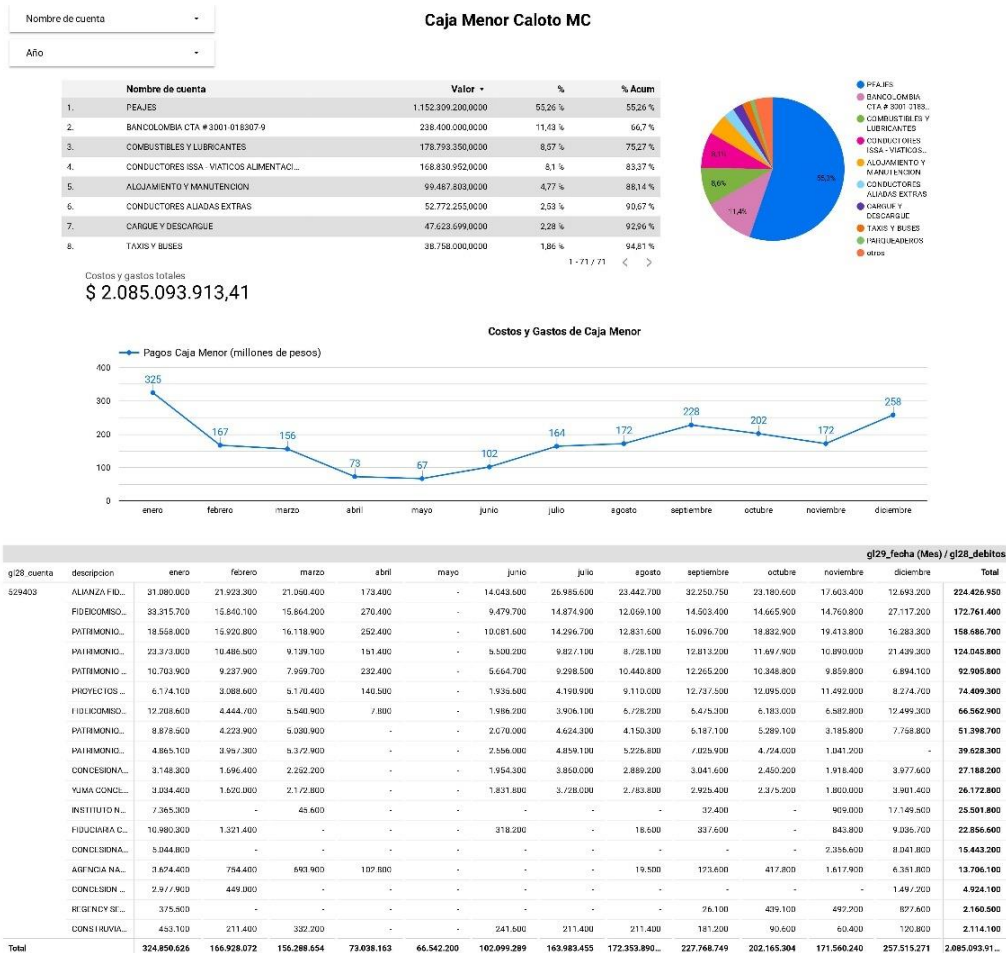 Nombre de cuenta
Caja Menor Caloto MC
Año
Nombre de cuenta Valor % % Acum
1. PEAJES 1.152.309.200,0000 55,26 % 55,26 %
2. BANCOLOMBIA CTA # 3001-018307-9 238.400.000,0000 11,43 % 66,7 %
3. COMBUSTIBLES Y LUBRICANTES 178.793.350,0000 8,57 % 75,27 %
4. CONDUCTORES ISSA - VIATICOS ALIMENTACI... 168.830.952,0000 8,1 % 83,37 %
5. ALOJAMIENTO Y MANUTENCION 99.487.803,0000 4,77 % 88,14 %
6. CONDUCTORES ALIADAS EXTRAS 52.772.255,0000 2,53 % 90,67 %
7. CARGUE Y DESCARGUE 47.623.699,0000 2,28 % 92,96 %
8. TAXIS Y BUSES 38.758.000,0000 1,86 % 94,81 %
1 - 71 / 71
55,3%
11,4%
8,6%
8,1%
PEAJES
BANCOLOMBIA
CTA # 3001-0183...
COMBUSTIBLES Y
LUBRICANTES
CONDUCTORES
ISSA - VIATICOS...
ALOJAMIENTO Y
MANUTENCION
CONDUCTORES
ALIADAS EXTRAS
CARGUE Y
DESCARGUE
TAXIS Y BUSES
PARQUEADEROS
otros
Costos y gastos totales
$ 2.085.093.913,41
Costos y Gastos de Caja Menor
Pagos Caja Menor (millones de pesos)
400
300
200
100
0
325 167 156 73 67 102 164 172 228 202 172 258
enero febrero marzo abril mayo junio julio agosto septiembre octubre noviembre diciembre
gl29_fecha (Mes) / gl28_debitos
gl28_cuenta descripcion enero febrero marzo abril mayo junio julio agosto septiembre octubre noviembre diciembre Total
529403 ALIANZA FID... 31.080.000 21.923.300 21.050.400 173.400 - 14.043.600 26.985.600 23.442.700 32.250.750 23.180.600 17.603.400 12.693.200 224.426.950
FIDEICOMISO... 33.315.700 15.840.100 15.864.200 270.400 - 9.479.700 14.874.900 12.069.100 14.503.400 14.665.900 14.760.800 27.117.200 172.761.400
PATRIMONIO... 18.558.000 15.920.800 16.118.900 252.400 - 10.081.600 14.296.700 12.831.600 16.096.700 18.832.900 19.413.800 16.283.300 158.686.700
PATRIMONIO... 23.373.000 10.486.500 9.139.100 151.400 - 5.500.200 9.827.100 8.728.100 12.813.200 11.697.900 10.890.000 21.439.300 124.045.800
PATRIMONIO... 10.703.900 9.237.900 7.959.700 232.400 - 5.664.700 9.298.500 10.440.800 12.265.200 10.348.800 9.859.800 6.894.100 92.905.800
PROYECTOS ... 6.174.100 3.088.600 5.170.400 140.500 - 1.935.600 4.190.900 9.110.000 12.737.500 12.095.000 11.492.000 8.274.700 74.409.300
FIDEICOMISO... 12.208.600 4.444.700 5.540.900 7.800 - 1.986.200 3.906.100 6.728.200 6.475.300 6.183.000 6.582.800 12.499.300 66.562.900
PATRIMONIO... 8.878.500 4.223.900 5.030.900 - - 2.070.000 4.624.300 4.150.300 6.187.100 5.289.100 3.185.800 7.758.800 51.398.700
PATRIMONIO... 4.865.100 3.957.300 5.372.900 - - 2.556.000 4.859.100 5.226.800 7.025.900 4.724.000 1.041.200 - 39.628.300
CONCESIONA... 3.148.300 1.696.400 2.252.200 - - 1.954.300 3.860.000 2.889.200 3.041.600 2.450.200 1.918.400 3.977.600 27.188.200
YUMA CONCE... 3.034.400 1.620.000 2.172.800 - - 1.831.800 3.728.000 2.783.800 2.925.400 2.375.200 1.800.000 3.901.400 26.172.800
INSTITUTO N... 7.365.300 - 45.600 - - - - - 32.400 - 909.000 17.149.500 25.501.800
FIDUCIARIA C... 10.980.300 1.321.400 - - - 318.200 - 18.600 337.600 - 843.800 9.036.700 22.856.600
CONCESIONA... 5.044.800 - - - - - - - - - 2.356.600 8.041.800 15.443.200
AGENCIA NA... 3.624.400 754.400 693.900 102.800 - - - 19.500 123.600 417.800 1.617.900 6.351.800 13.706.100
CONCESION ... 2.977.900 449.000 - - - - - - - - - 1.497.200 4.924.100
REGENCY SE... 375.500 - - - - - - - 26.100 439.100 492.200 827.600 2.160.500
CONSTRUVIA... 453.100 211.400 332.200 - - 241.600 211.400 211.400 181.200 90.600 60.400 120.800 2.114.100
Total 324.850.626 166.928.072 156.288.654 73.038.163 66.542.200 102.099.289 163.983.455 172.353.890... 227.768.749 202.165.304 171.560.240 257.515.271 2.085.093.91...